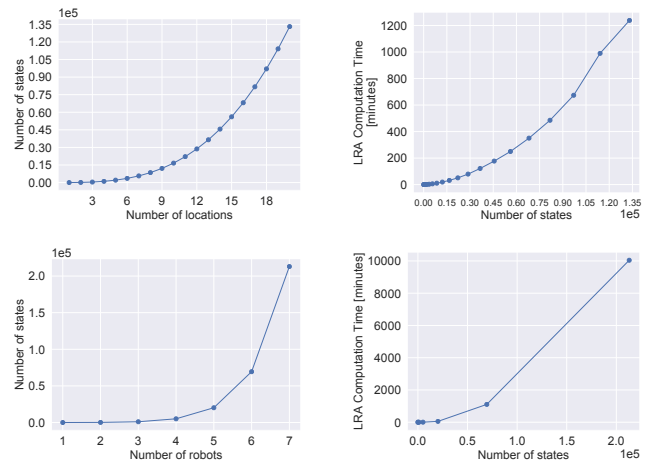 1e5
1.35
1.20
1.05
0.90
0.75
0.60
0.45
0.30
0.15
0.00
Number of states
3 6 9 12 15 18
Number of locations
1200
1000
800
600
400
200
0
LRA Computation Time
[minutes]
0.00 0.15 0.30 0.45 0.60 0.75 0.90 1.05 1.20 1.35
Number of states
1e5
1e5
2.0
1.5
1.0
0.5
0.0
Number of states
1 2 3 4 5 6 7
Number of robots
10000
8000
6000
4000
2000
0
LRA Computation Time [minutes]
0.0 0.5 1.0 1.5 2.0
Number of states
1e5